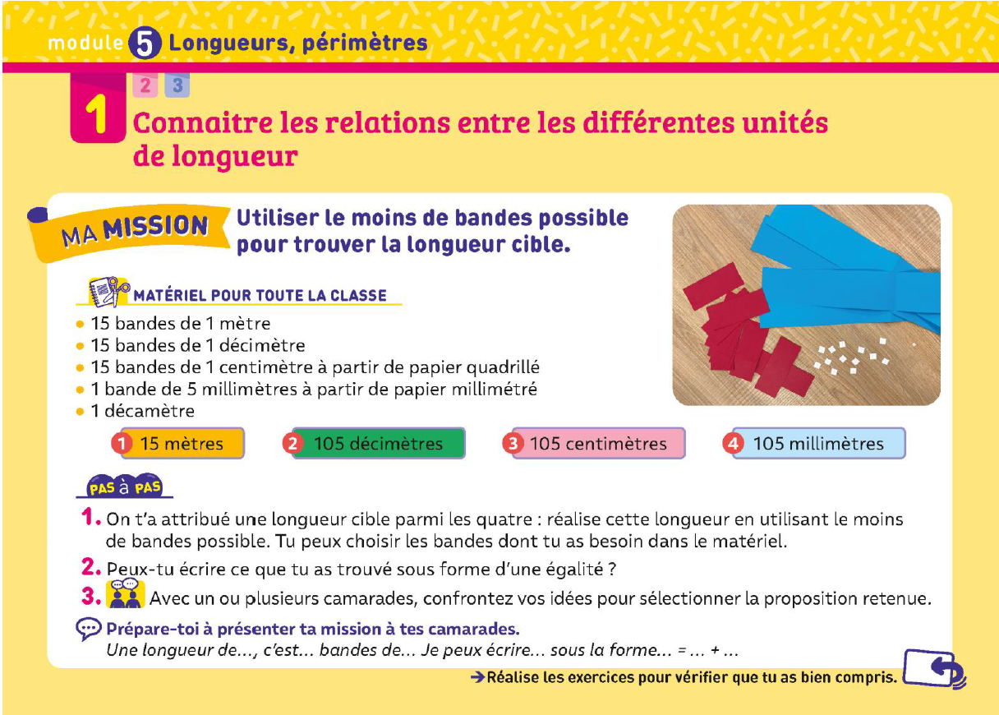 module 5 Longueurs, périmètres
2 3
1
Connaitre les relations entre les différentes unités
de longueur
MA MISSION
Utiliser le moins de bandes possible
pour trouver la longueur cible.
MATÉRIEL POUR TOUTE LA CLASSE
• 15 bandes de 1 mètre
• 15 bandes de 1 décimètre
• 15 bandes de 1 centimètre à partir de papier quadrillé
• 1 bande de 5 millimètres à partir de papier millimétré
• 1 décamètre
1 15 mètres 2 105 décimètres 3 105 centimètres 4 105 millimètres
PAS à PAS
1. On t'a attribué une longueur cible parmi les quatre : réalise cette longueur en utilisant le moins
de bandes possible. Tu peux choisir les bandes dont tu as besoin dans le matériel.
2. Peux-tu écrire ce que tu as trouvé sous forme d'une égalité ?
3. Avec un ou plusieurs camarades, confrontez vos idées pour sélectionner la proposition retenue.
Prépare-toi à présenter ta mission à tes camarades.
Une longueur de..., c'est... bandes de... Je peux écrire... sous la forme... = ... + ...
➔ Réalise les exercices pour vérifier que tu as bien compris.